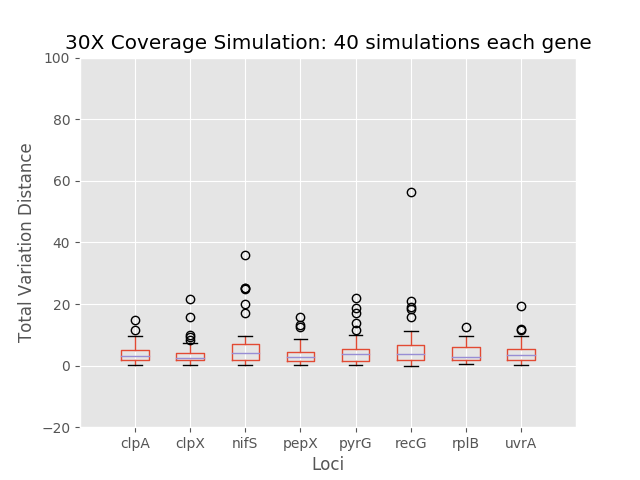 30X Coverage Simulation: 40 simulations each gene
Total Variation Distance
100
80
60
40
20
0
−20
clpA clpX nifS pepX pyrG recG rplB uvrA
Loci